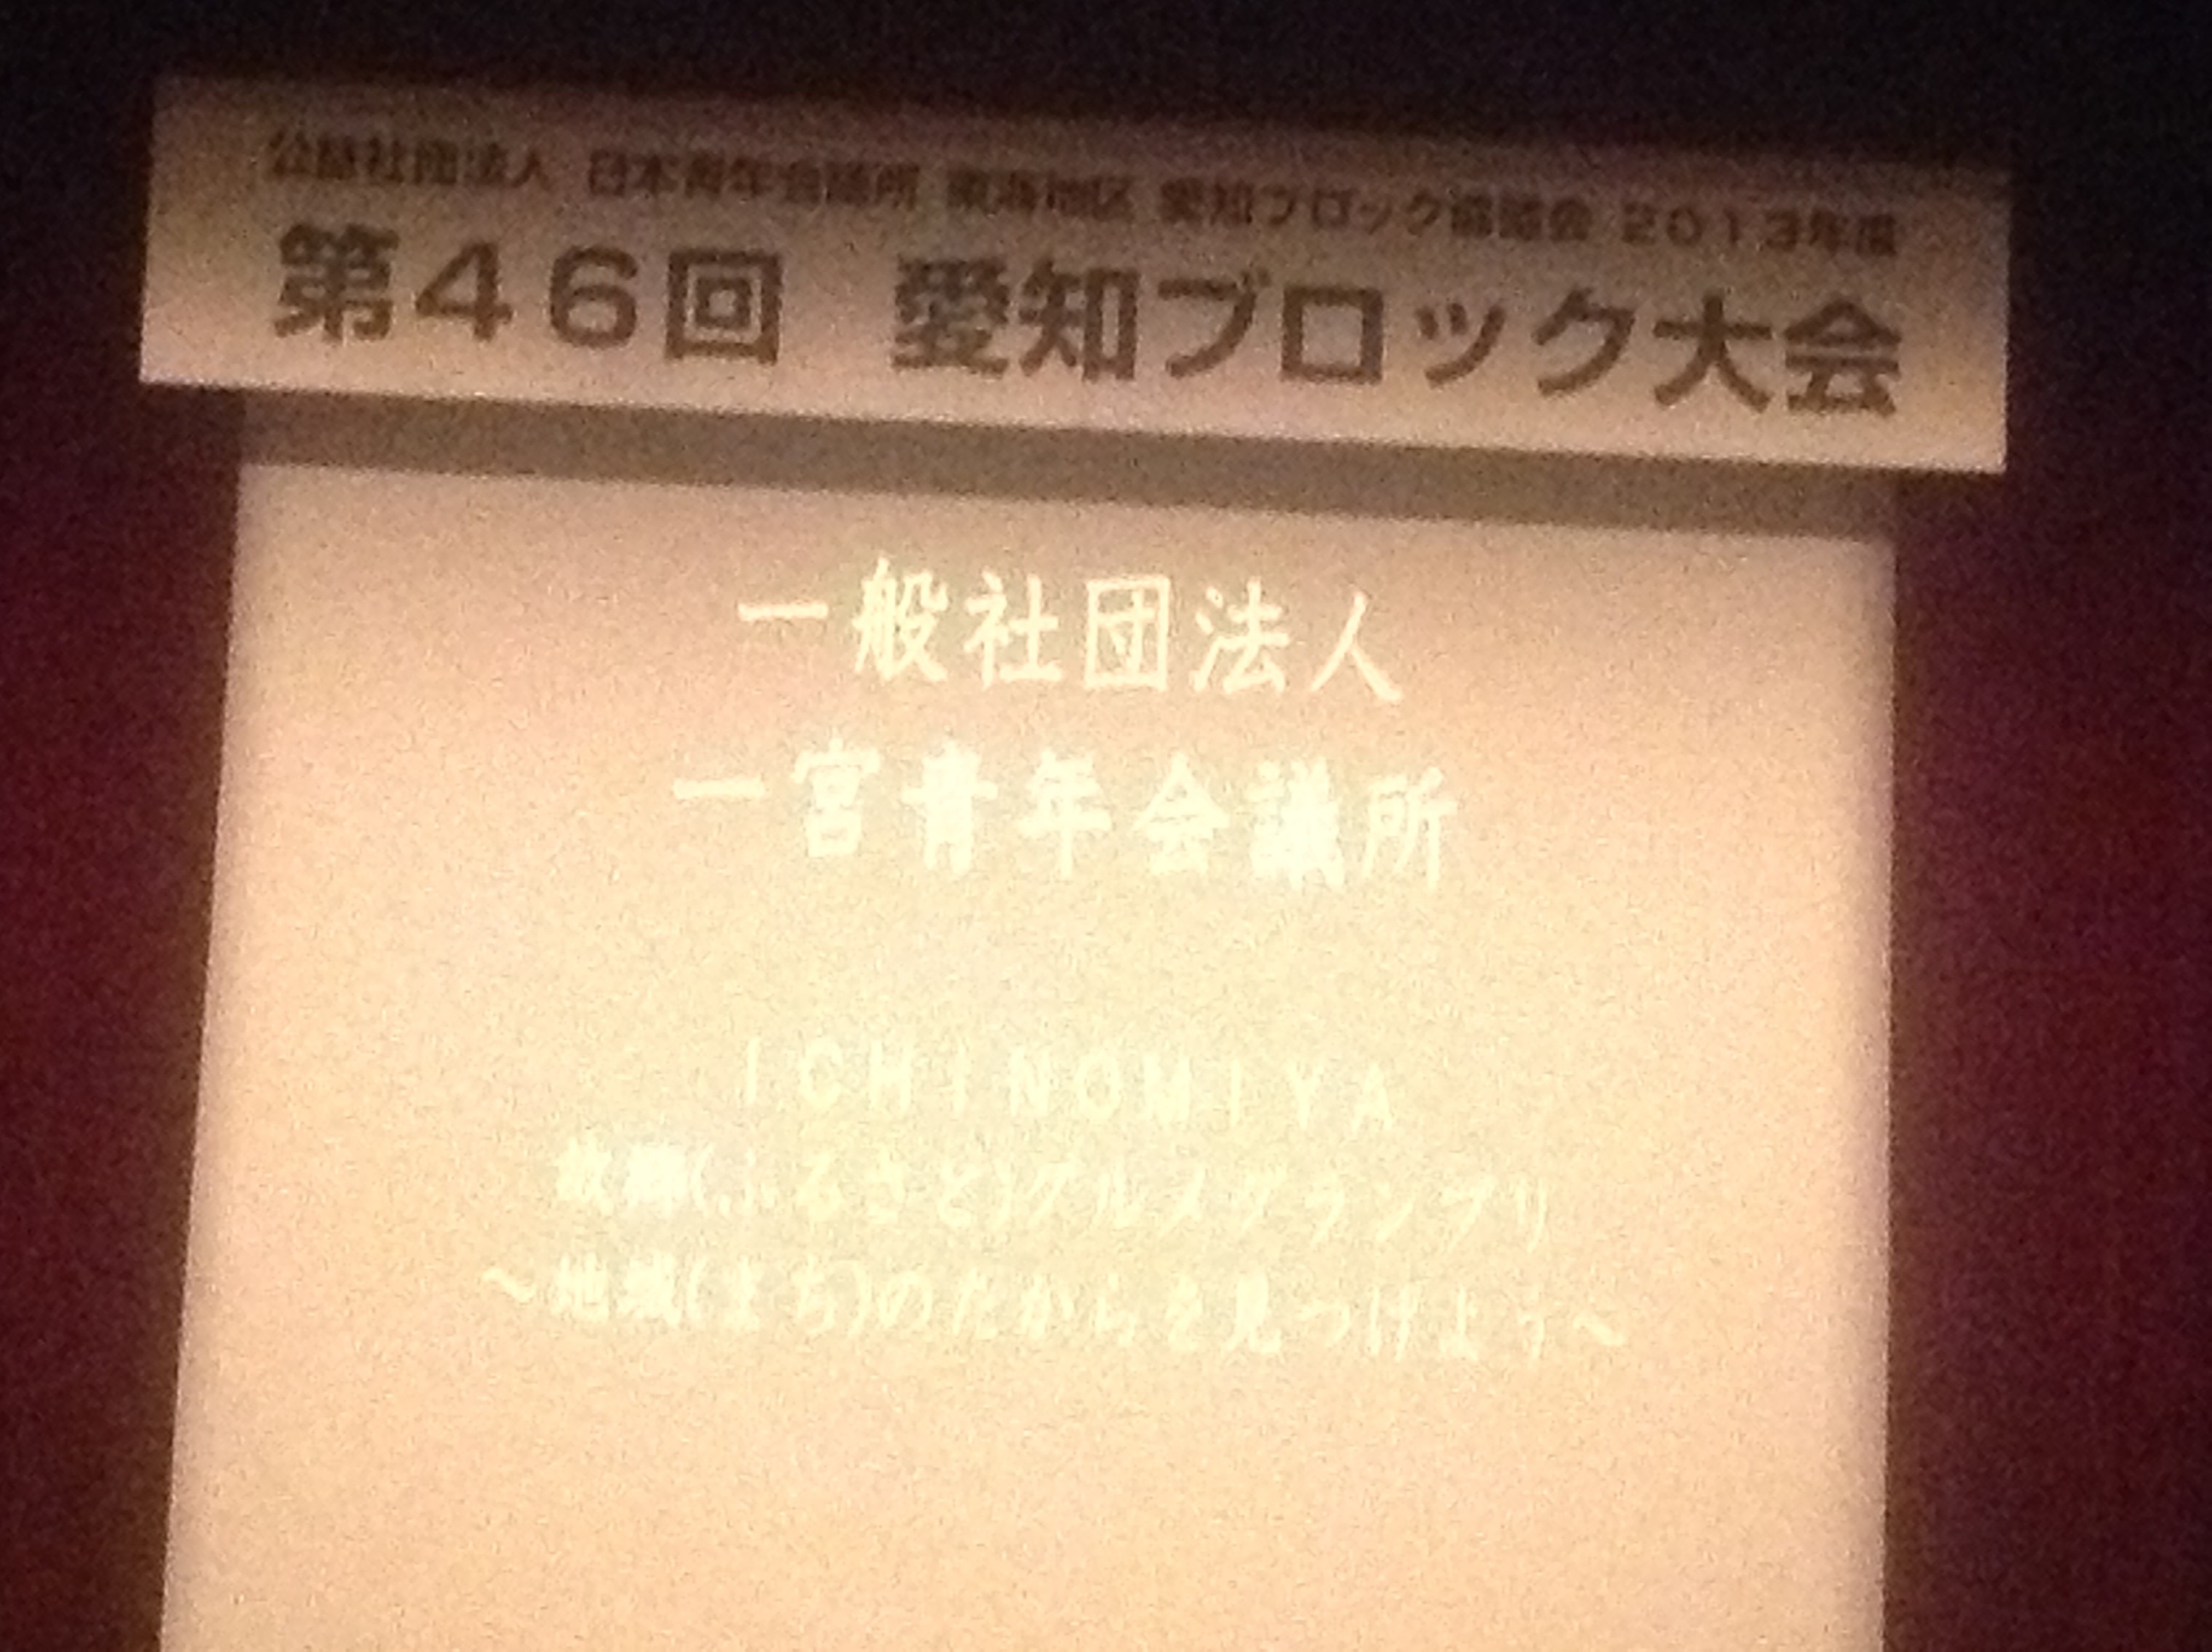 公益社団法人 日本青年会議所 東海地区 愛知ブロック協議会 2013年度
第46回 愛知ブロック大会
一般社団法人
一宮青年会議所
ICHINOMIYA
故郷(ふるさと)グルメグランプリ
～地域(まち)のたからを見つけよう～